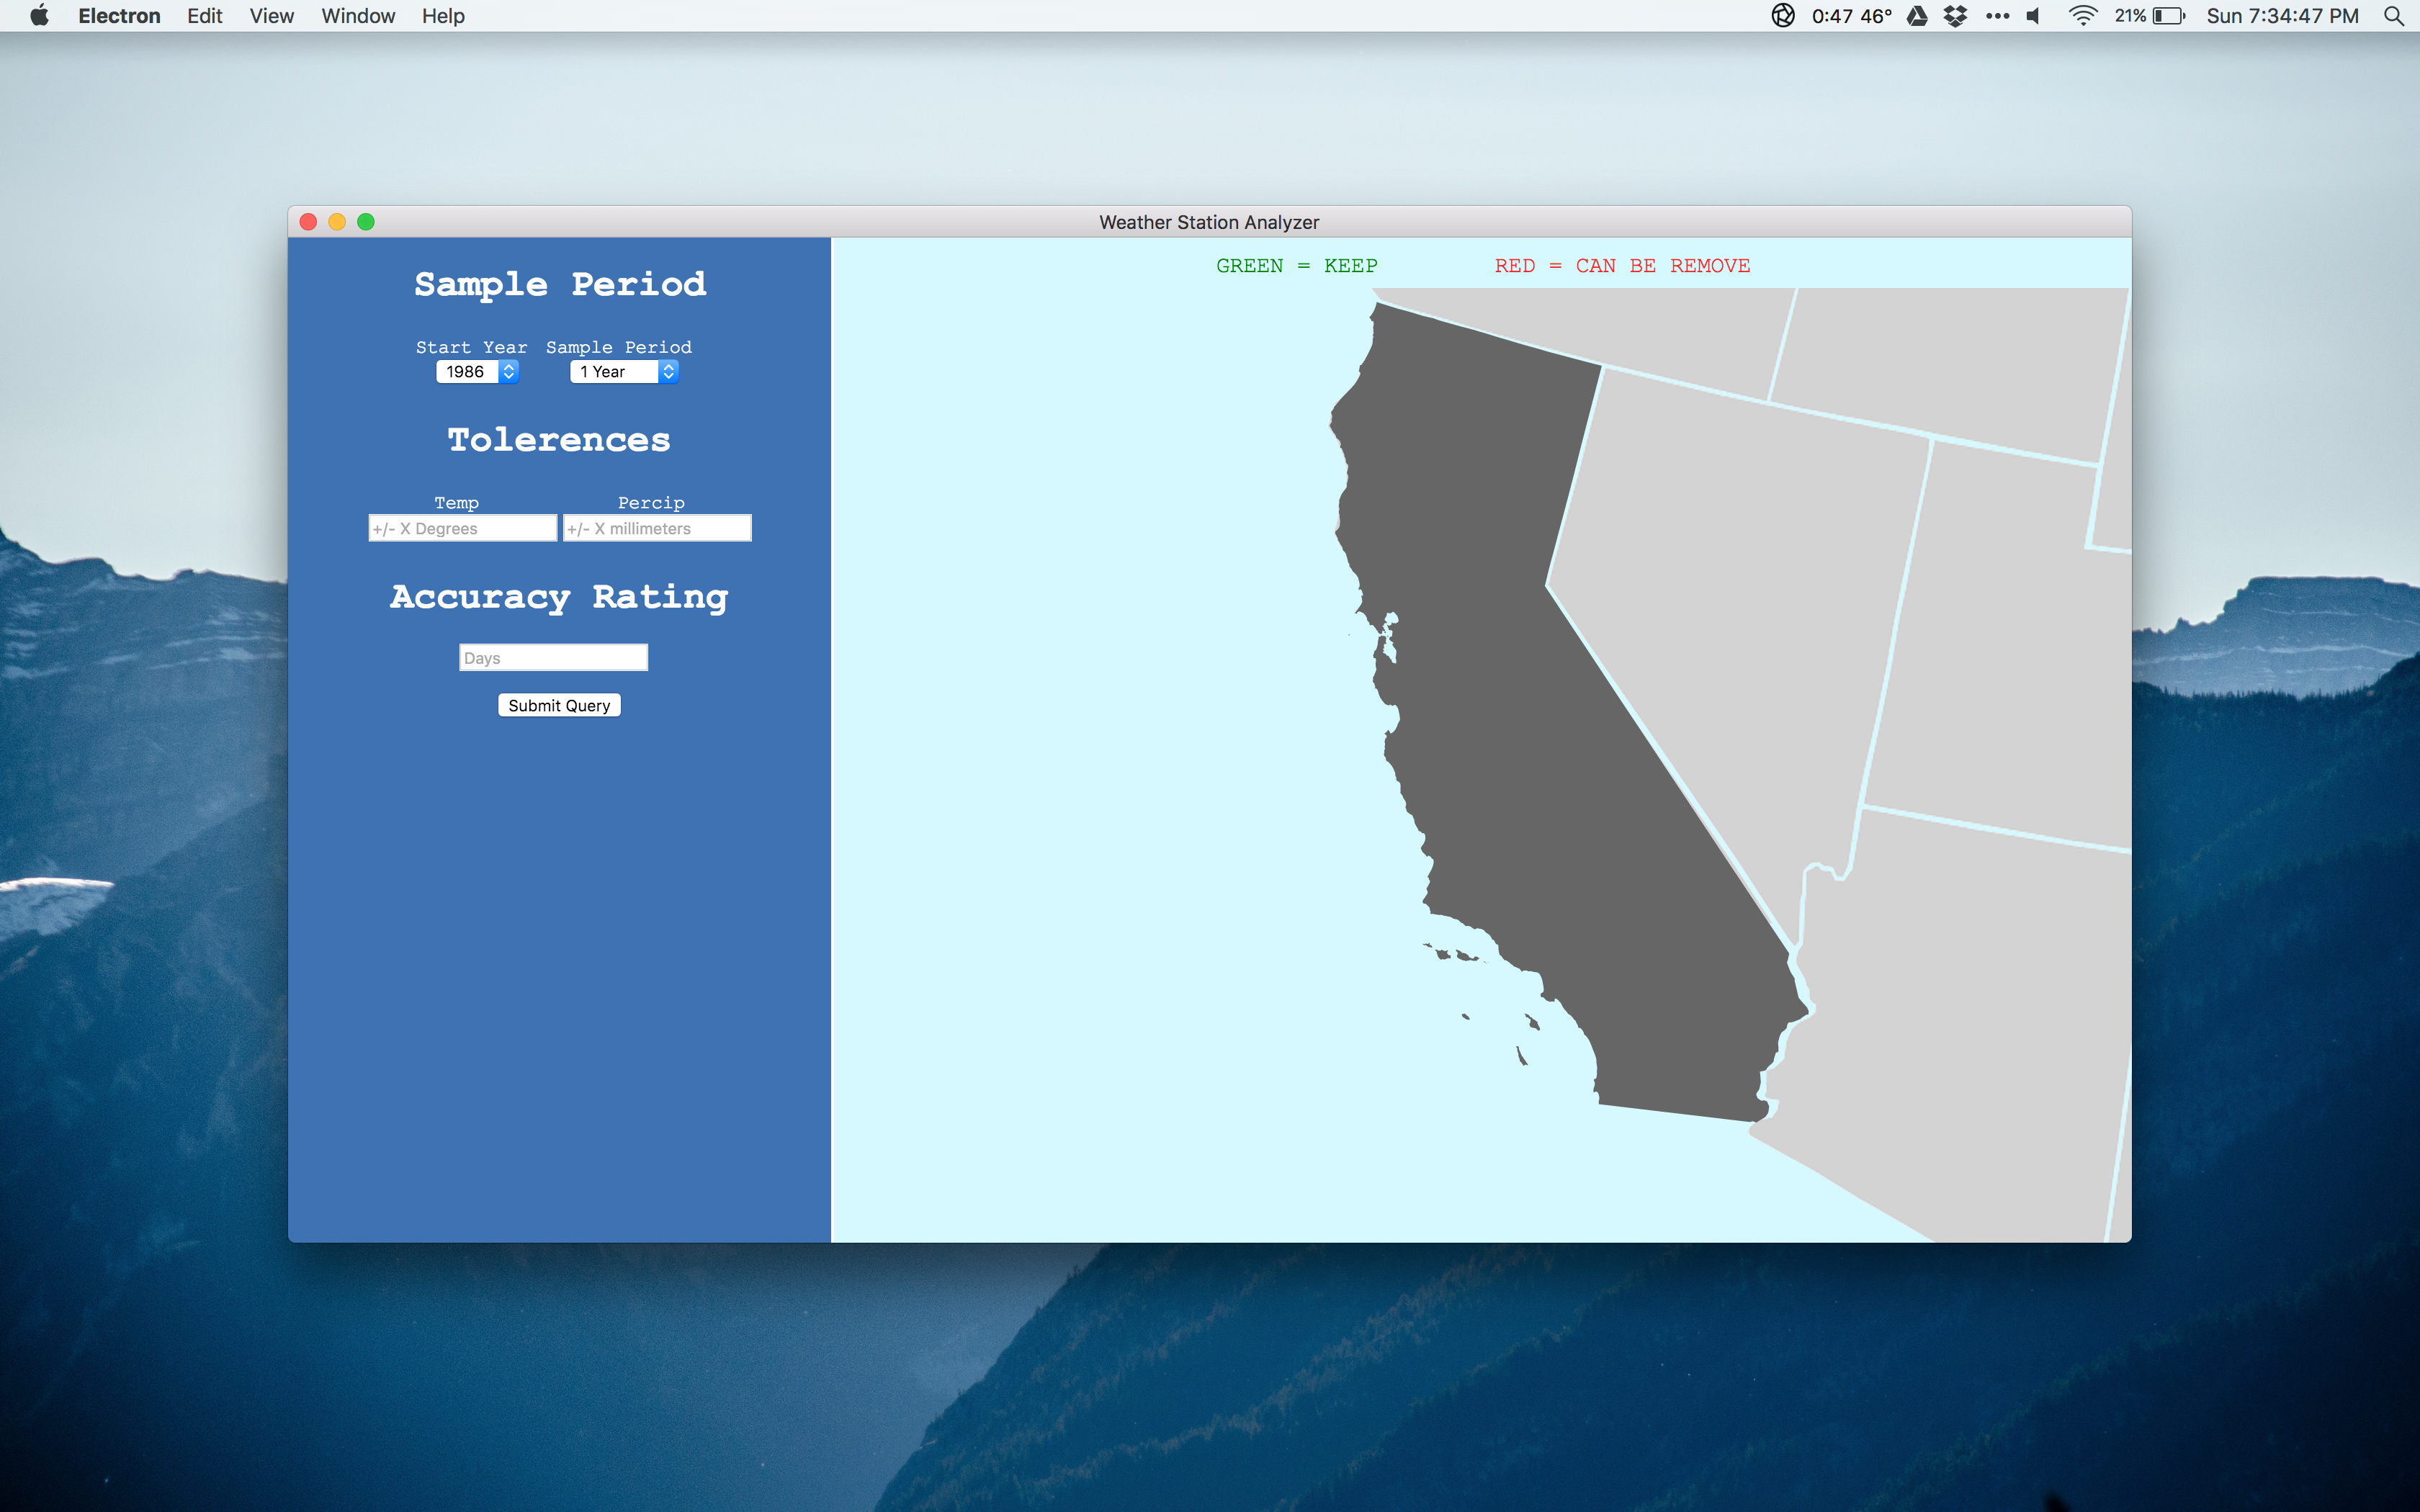 Electron Edit View Window Help 0:47 46° 21% Sun 7:34:47 PM
Weather Station Analyzer
GREEN = KEEP RED = CAN BE REMOVE
Sample Period
Start Year Sample Period
1986 1 Year
Tolerences
Temp Percip
+/- X Degrees +/- X millimeters
Accuracy Rating
Days
Submit Query